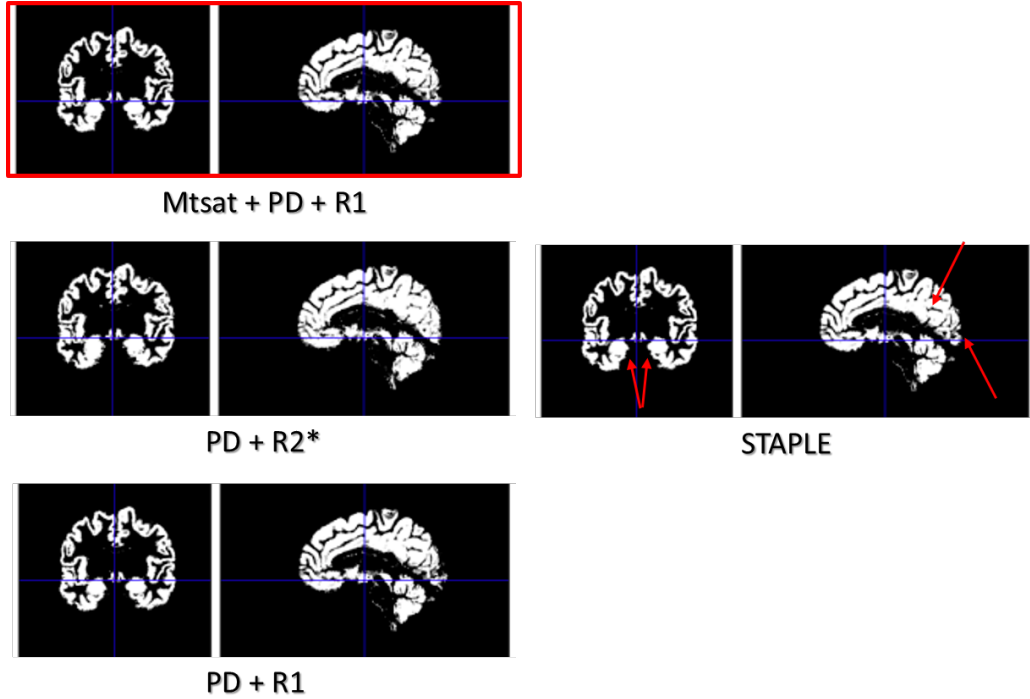 Mtsat + PD + R1
PD + R2*
STAPLE
PD + R1